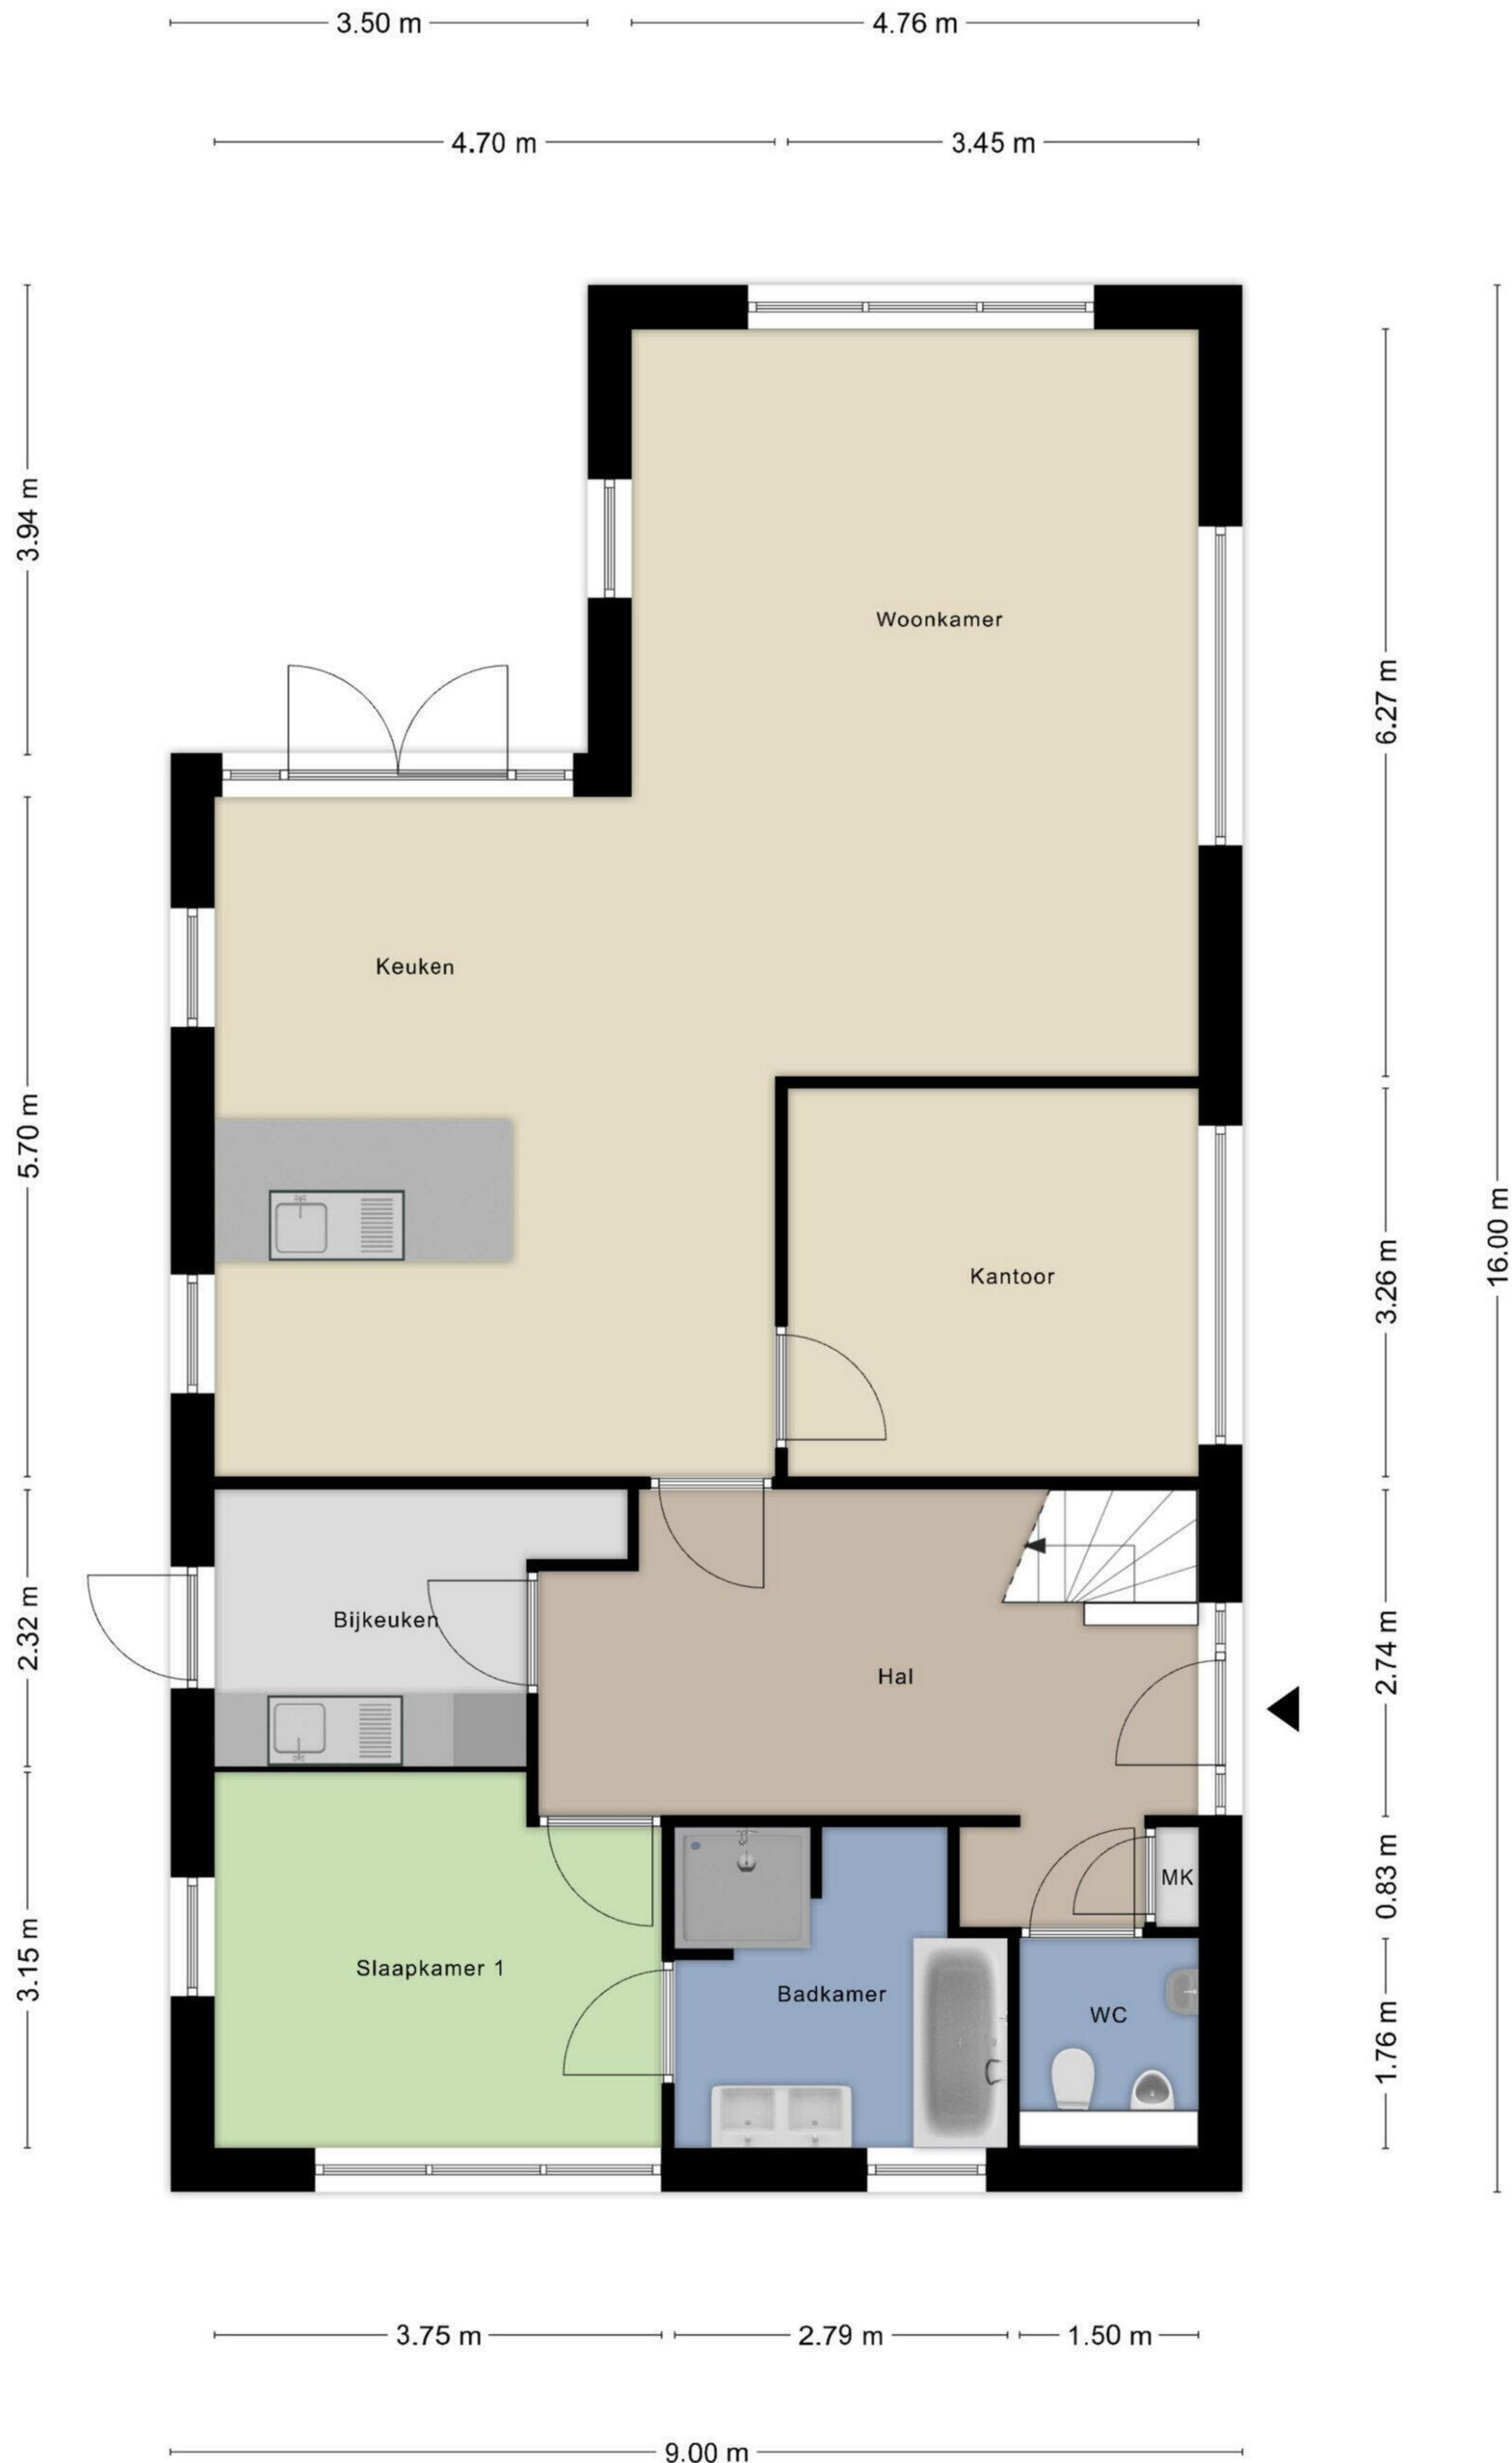 3.50 m
4.76 m
4.70 m
3.45 m
3.94 m
Woonkamer
6.27 m
Keuken
5.70 m
16.00 m
Kantoor
3.26 m
Bijkeuken
2.32 m
Hal
2.74 m
MK
0.83 m
Slaapkamer 1
3.15 m
Badkamer
WC
1.76 m
3.75 m
2.79 m
1.50 m
9.00 m